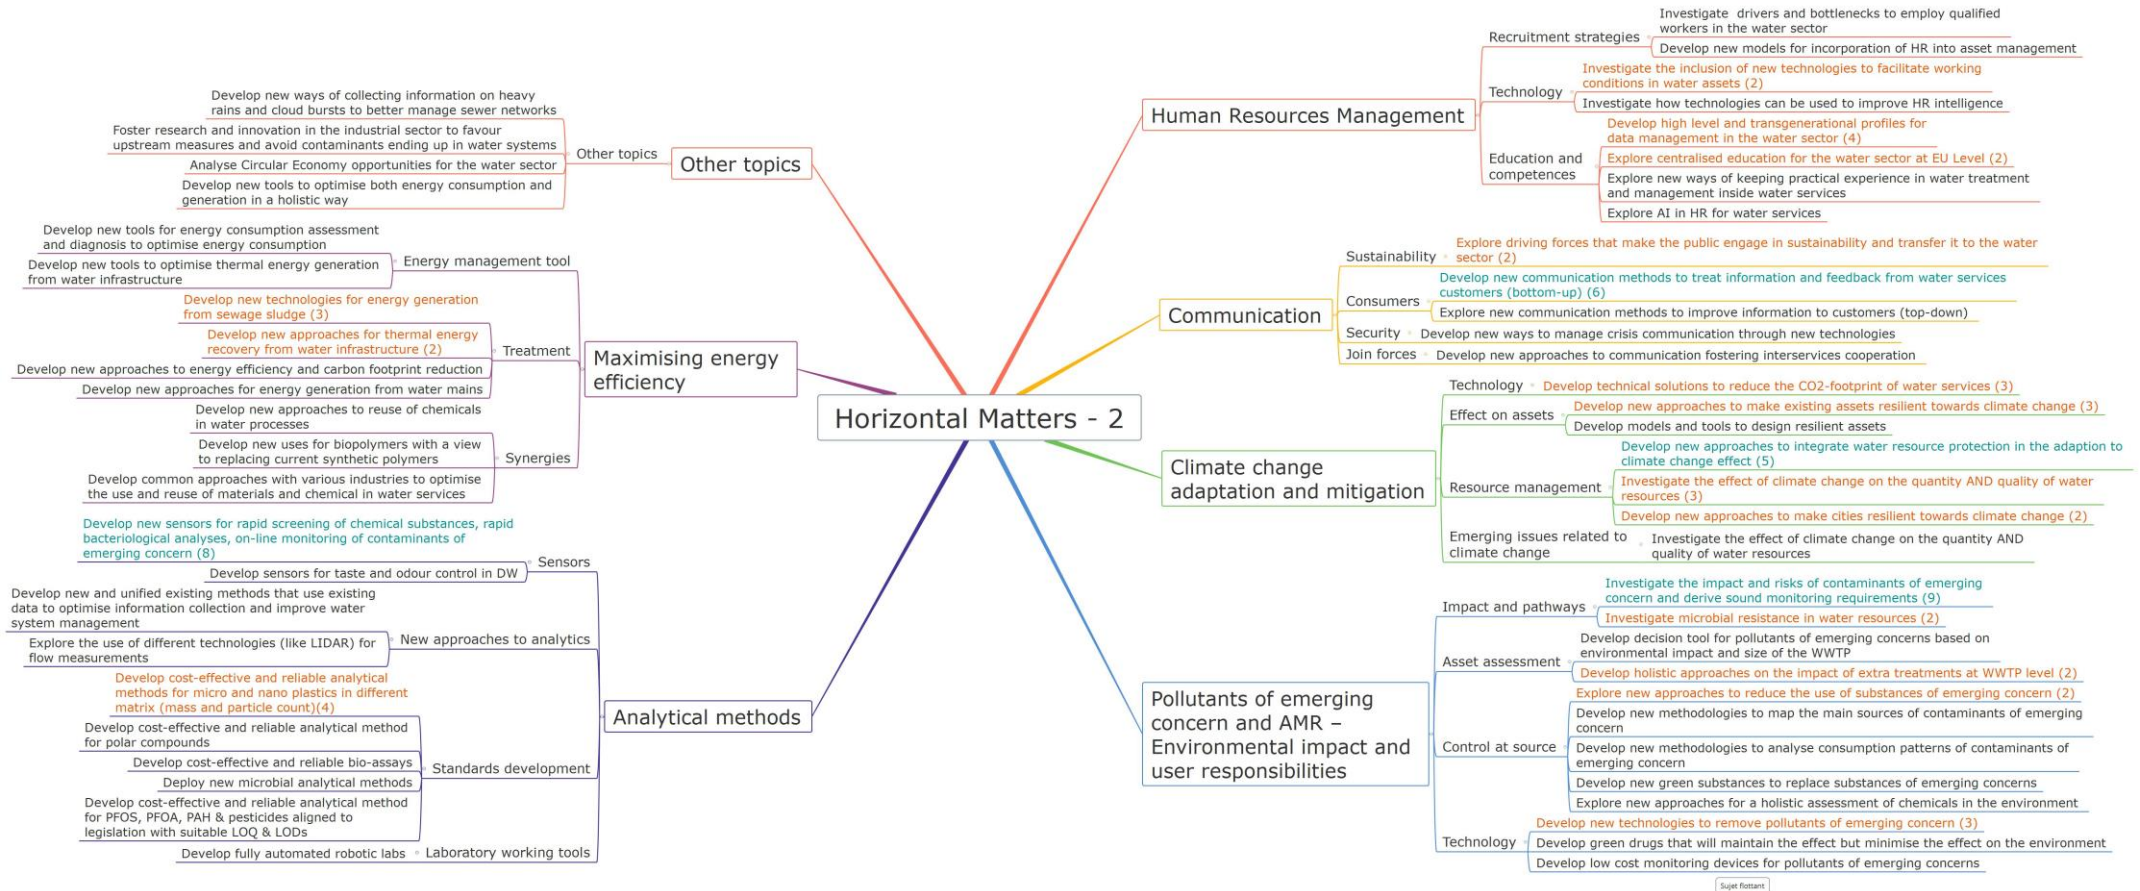 Horizontal Matters - 2
Human Resources Management
Recruitment strategies
Investigate  drivers and bottlenecks to employ qualified
workers in the water sector
Develop new models for incorporation of HR into asset management
Technology
Investigate the inclusion of new technologies to facilitate working
conditions in water assets (2)
Investigate how technologies can be used to improve HR intelligence
Education and
competences
Develop high level and transgenerational profiles for
data management in the water sector (4)
Explore centralised education for the water sector at EU Level (2)
Explore new ways of keeping practical experience in water treatment
and management inside water services
Explore AI in HR for water services
Communication
Sustainability
Explore driving forces that make the public engage in sustainability and transfer it to the water
sector (2)
Consumers
Develop new communication methods to treat information and feedback from water services
customers (bottom-up) (6)
Explore new communication methods to improve information to customers (top-down)
Security
Develop new ways to manage crisis communication through new technologies
Join forces
Develop new approaches to communication fostering interservices cooperation
Climate change
adaptation and mitigation
Technology
Develop technical solutions to reduce the CO2-footprint of water services (3)
Effect on assets
Develop new approaches to make existing assets resilient towards climate change (3)
Develop models and tools to design resilient assets
Resource management
Develop new approaches to integrate water resource protection in the adaption to
climate change effect (5)
Investigate the effect of climate change on the quantity AND quality of water
resources (3)
Develop new approaches to make cities resilient towards climate change (2)
Emerging issues related to
climate change
Investigate the effect of climate change on the quantity AND
quality of water resources
Pollutants of emerging
concern and AMR –
Environmental impact and
user responsibilities
Impact and pathways
Investigate the impact and risks of contaminants of emerging
concern and derive sound monitoring requirements (9)
Investigate microbial resistance in water resources (2)
Asset assessment
Develop decision tool for pollutants of emerging concerns based on
environmental impact and size of the WWTP
Develop holistic approaches on the impact of extra treatments at WWTP level (2)
Control at source
Explore new approaches to reduce the use of substances of emerging concern (2)
Develop new methodologies to map the main sources of contaminants of emerging
concern
Develop new methodologies to analyse consumption patterns of contaminants of
emerging concern
Develop new green substances to replace substances of emerging concerns
Explore new approaches for a holistic assessment of chemicals in the environment
Technology
Develop new technologies to remove pollutants of emerging concern (3)
Develop green drugs that will maintain the effect but minimise the effect on the environment
Develop low cost monitoring devices for pollutants of emerging concerns
Other topics
Other topics
Develop new ways of collecting information on heavy
rains and cloud bursts to better manage sewer networks
Foster research and innovation in the industrial sector to favour
upstream measures and avoid contaminants ending up in water systems
Analyse Circular Economy opportunities for the water sector
Develop new tools to optimise both energy consumption and
generation in a holistic way
Maximising energy
efficiency
Energy management tool
Develop new tools for energy consumption assessment
and diagnosis to optimise energy consumption
Develop new tools to optimise thermal energy generation
from water infrastructure
Treatment
Develop new technologies for energy generation
from sewage sludge (3)
Develop new approaches for thermal energy
recovery from water infrastructure (2)
Develop new approaches to energy efficiency and carbon footprint reduction
Develop new approaches for energy generation from water mains
Synergies
Develop new approaches to reuse of chemicals
in water processes
Develop new uses for biopolymers with a view
to replacing current synthetic polymers
Develop common approaches with various industries to optimise
the use and reuse of materials and chemical in water services
Analytical methods
Sensors
Develop new sensors for rapid screening of chemical substances, rapid
bacteriological analyses, on-line monitoring of contaminants of
emerging concern (8)
Develop sensors for taste and odour control in DW
New approaches to analytics
Develop new and unified existing methods that use existing
data to optimise information collection and improve water
system management
Explore the use of different technologies (like LIDAR) for
flow measurements
Standards development
Develop cost-effective and reliable analytical
methods for micro and nano plastics in different
matrix (mass and particle count)(4)
Develop cost-effective and reliable analytical method
for polar compounds
Develop cost-effective and reliable bio-assays
Deploy new microbial analytical methods
Develop cost-effective and reliable analytical method
for PFOS, PFOA, PAH & pesticides aligned to
legislation with suitable LOQ & LODs
Laboratory working tools
Develop fully automated robotic labs
Sujet flottant